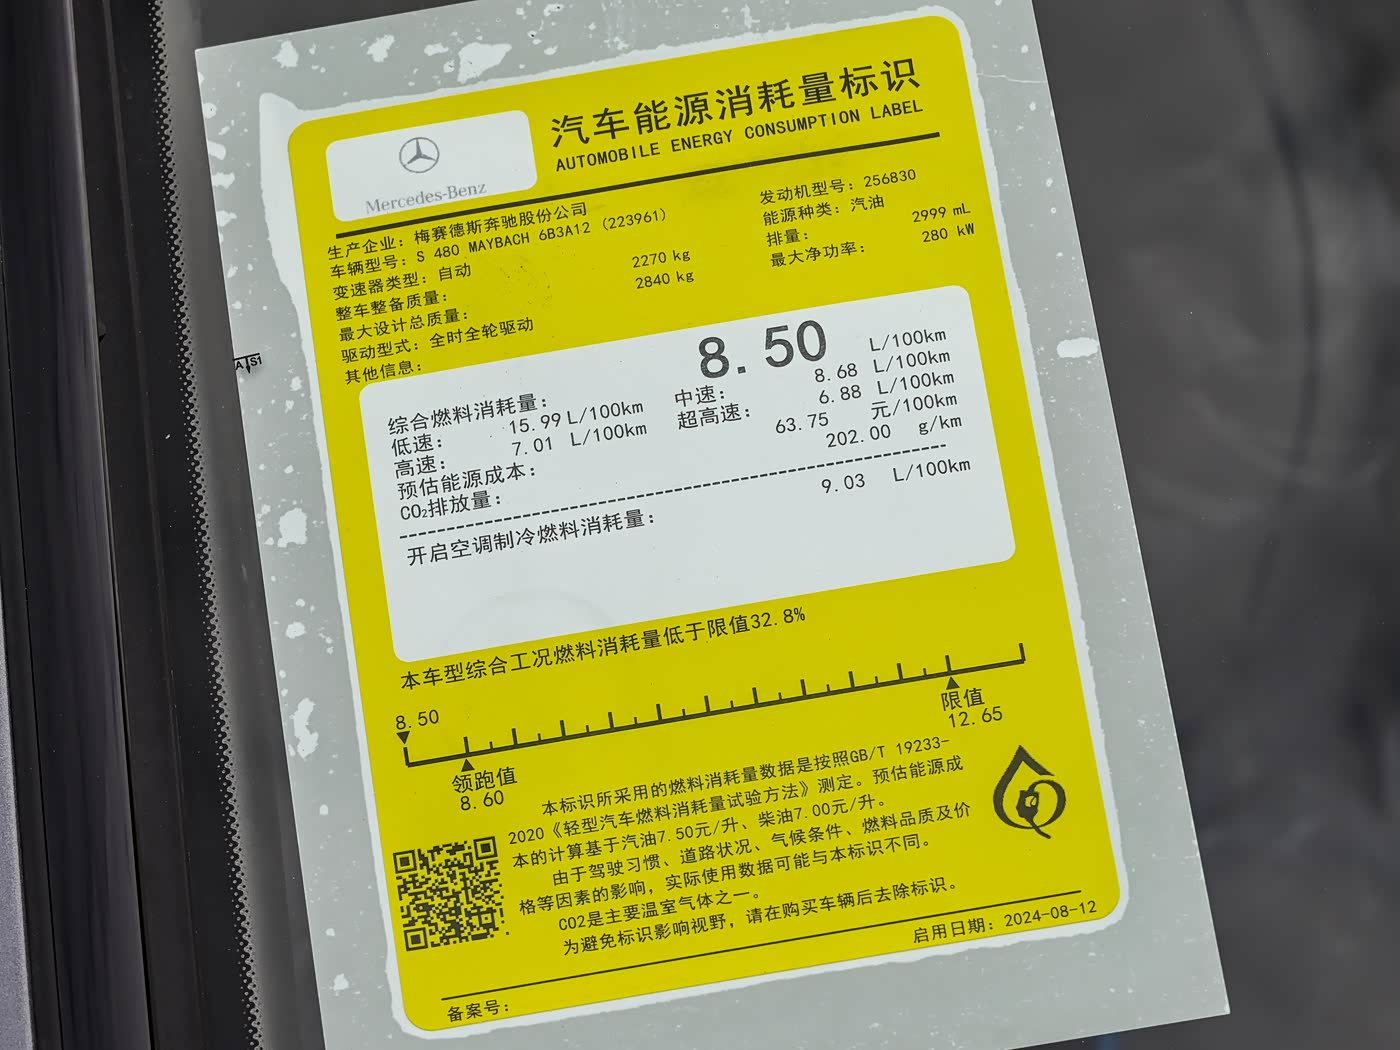 汽车能源消耗量标识
AUTOMOBILE ENERGY CONSUMPTION LABEL
Mercedes-Benz
生产企业：梅赛德斯奔驰股份公司
车辆型号：S 480 MAYBACH 6B3A12 (223961)
变速器类型：自动
整车整备质量： 2270 kg
最大设计总质量： 2840 kg
驱动型式：全时全轮驱动
其他信息：
发动机型号：256830
能源种类：汽油
排量： 2999 mL
最大净功率： 280 kW
综合燃料消耗量： 8.50 L/100km
低速： 15.99 L/100km 中速： 8.68 L/100km
高速： 7.01 L/100km 超高速： 6.88 L/100km
预估能源成本： 63.75 元/100km
CO₂排放量： 202.00 g/km
开启空调制冷燃料消耗量： 9.03 L/100km
本车型综合工况燃料消耗量低于限值32.8%
8.50
领跑值
8.60
限值
12.65
本标识所采用的燃料消耗量数据是按照GB/T 19233-
2020《轻型汽车燃料消耗量试验方法》测定。预估能源成
本的计算基于汽油7.50元/升、柴油7.00元/升。
由于驾驶习惯、道路状况、气候条件、燃料品质及价
格等因素的影响，实际使用数据可能与本标识不同。
CO2是主要温室气体之一。
为避免标识影响视野，请在购买车辆后去除标识。
启用日期：2024-08-12
备案号：